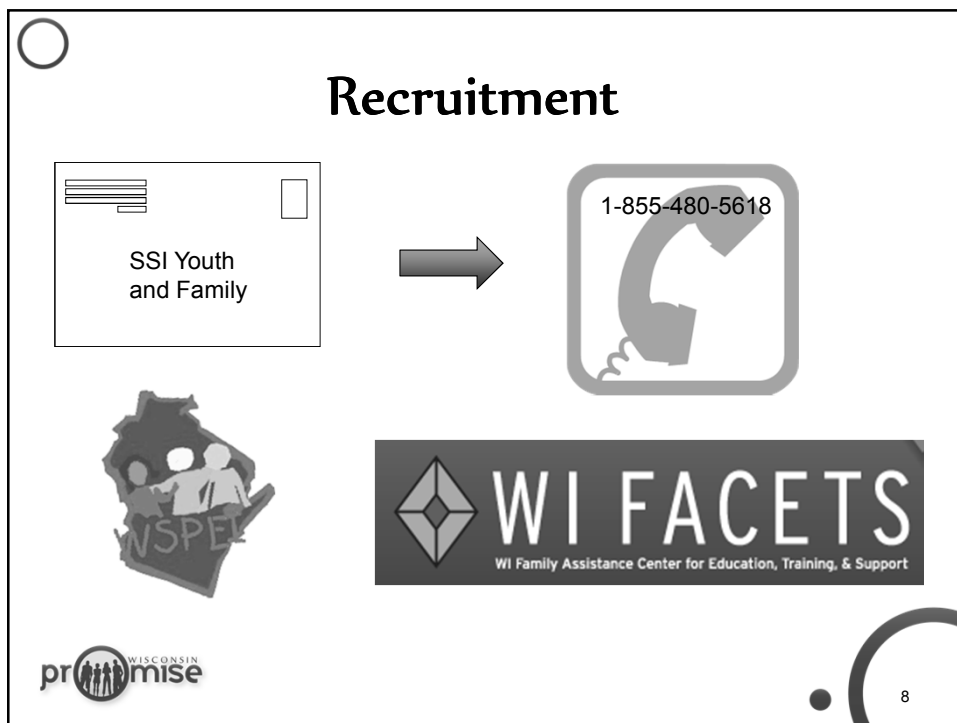 Recruitment
SSI Youth
and Family
1-855-480-5618
WSPEI
WI FACETS
WI Family Assistance Center for Education, Training, & Support
WISCONSIN
promise
8